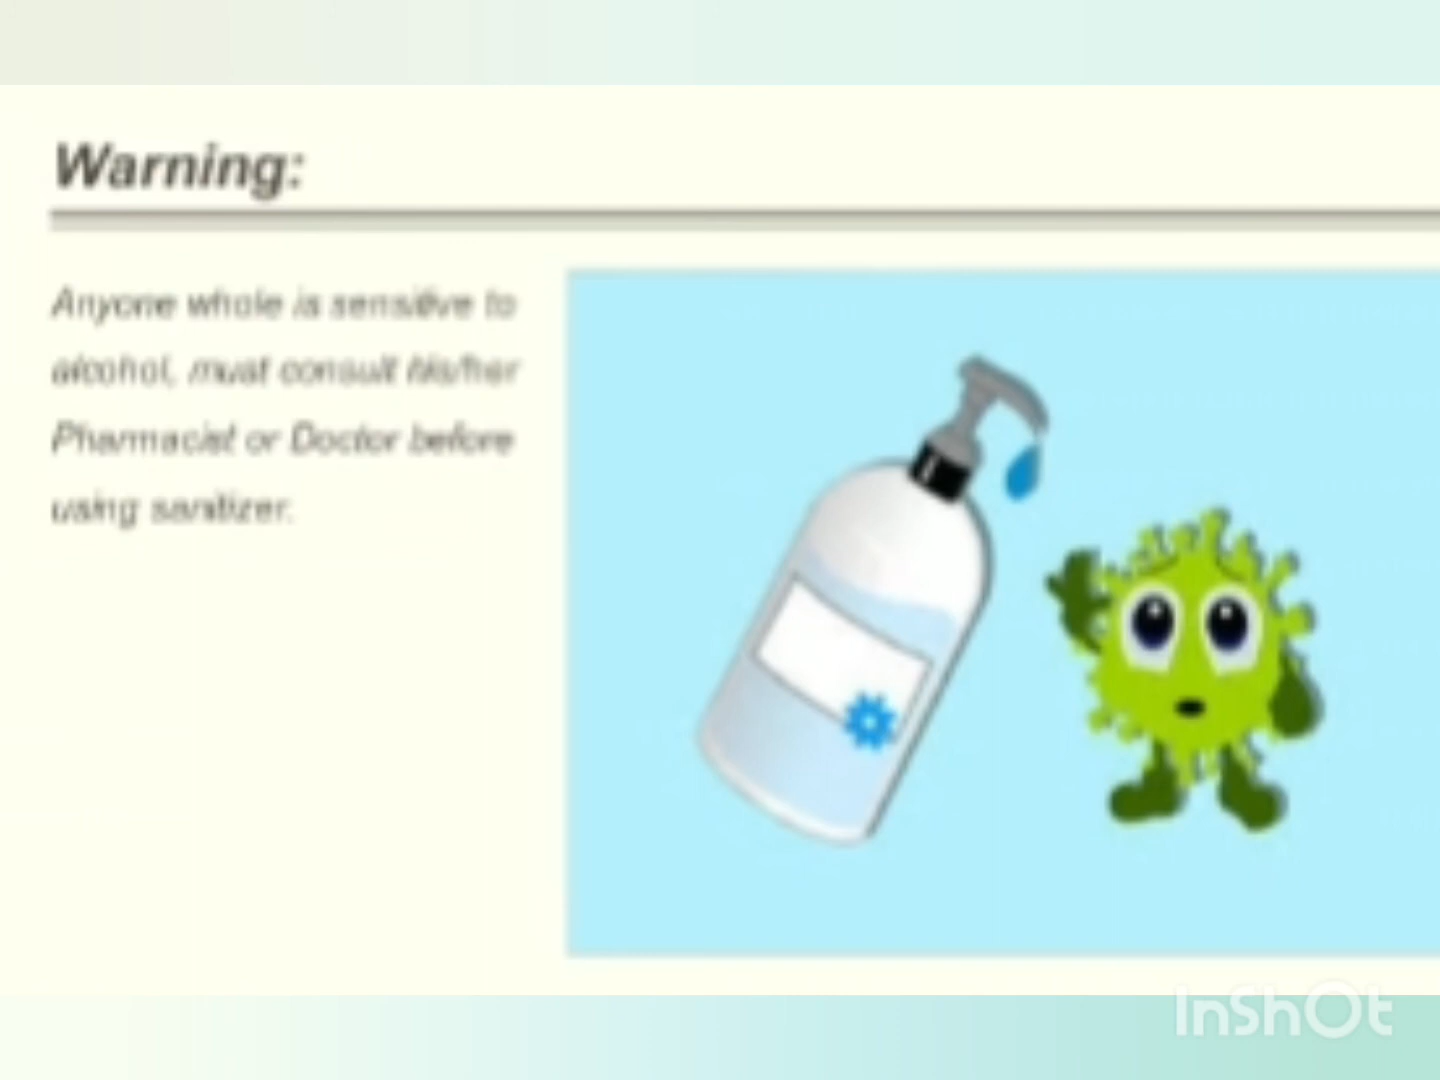 Warning:
Anyone whole is sensitive to
alcohol, must consult his/her
Pharmacist or Doctor before
using sanitizer.
InShOt